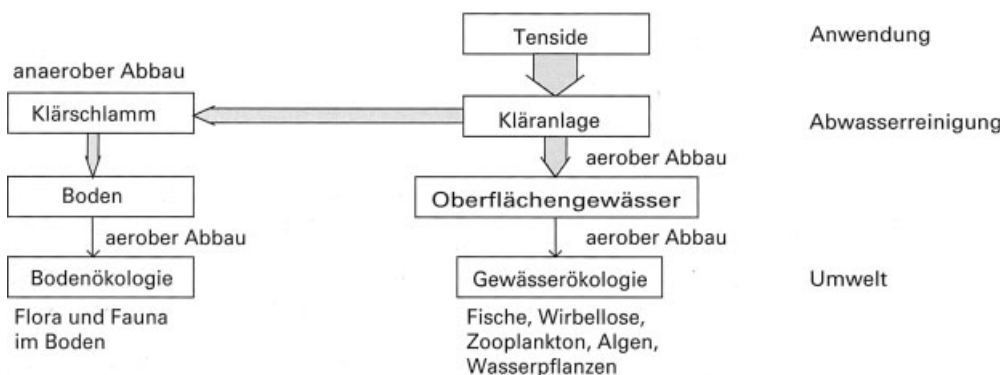 Tenside
Anwendung
anaerober Abbau
Klärschlamm
Kläranlage
Abwasserreinigung
aerober Abbau
Boden
Oberflächengewässer
aerober Abbau
aerober Abbau
Bodenökologie
Gewässerökologie
Umwelt
Flora und Fauna
im Boden
Fische, Wirbellose,
Zooplankton, Algen,
Wasserpflanzen